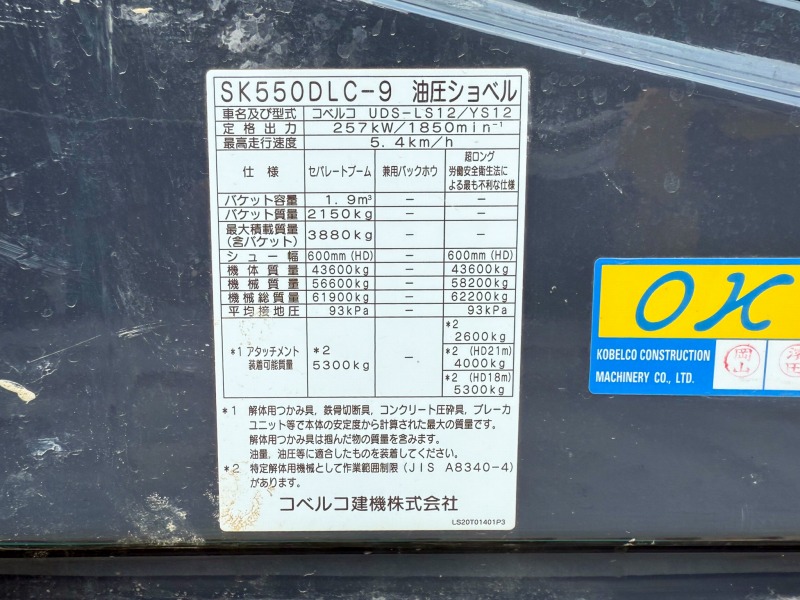 SK550DLC-9 油圧ショベル
車名及び型式 コベルコ UDS-LS12/YS12
定格出力 257kW/1850min⁻¹
最高走行速度 5.4km/h
仕様 セパレートブーム 兼用バックホウ 超ロング
労働安全衛生法に
よる最も不利な仕様
バケット容量 1.9m³ - -
バケット質量 2150kg - -
最大積載質量
(含バケット) 3880kg - -
シュー幅 600mm(HD) - 600mm(HD)
機体質量 43600kg - 43600kg
機械質量 56600kg - 58200kg
機械総質量 61900kg - 62200kg
平均接地圧 93kPa - 93kPa
*1 アタッチメント
装着可能質量 *2
5300kg - *2
2600kg
*2 (HD21m)
4000kg
*2 (HD18m)
5300kg
*1 解体用つかみ具,鉄骨切断具,コンクリート圧砕具,ブレーカ
ユニット等で本体の安定度から計算された最大の質量です。
解体用つかみ具は掴んだ物の質量を含みます。
油量,油圧等に適合したものを装着してください。
*2 特定解体用機械として作業範囲制限(JIS A8340-4)
があります。
コベルコ建機株式会社
LS20T01401P3
OK
KOBELCO CONSTRUCTION
MACHINERY CO., LTD.
岡山